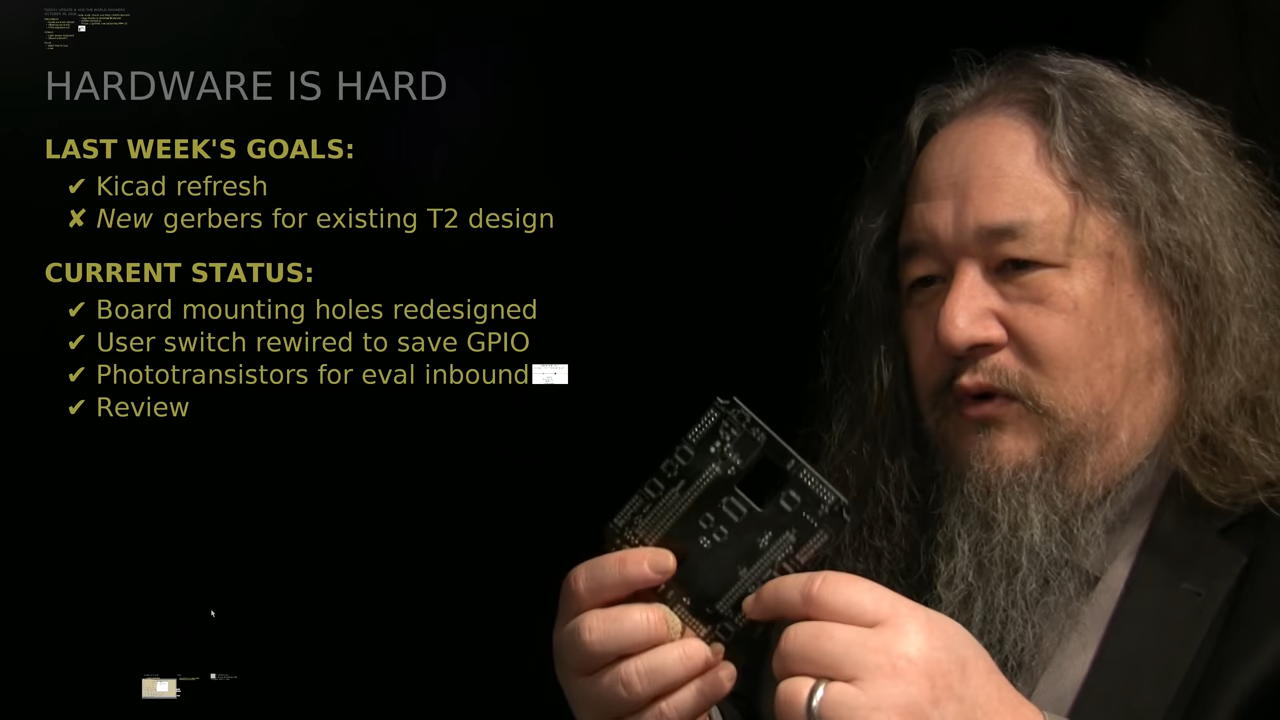 HARDWARE IS HARD
LAST WEEK'S GOALS:
✔ Kicad refresh
✘ New gerbers for existing T2 design
CURRENT STATUS:
✔ Board mounting holes redesigned
✔ User switch rewired to save GPIO
✔ Phototransistors for eval inbound
✔ Review